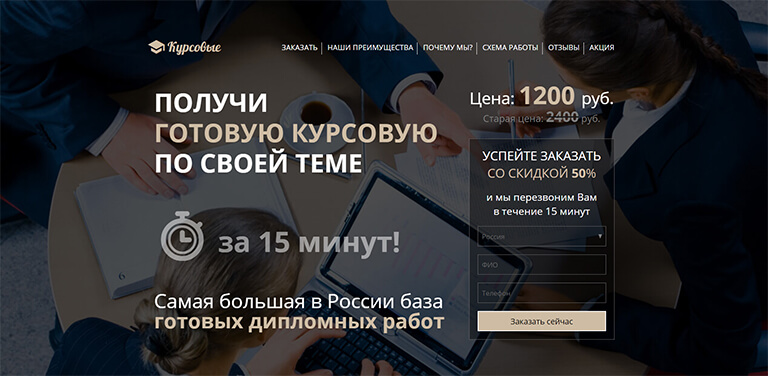 Курсовые
ЗАКАЗАТЬ
НАШИ ПРЕИМУЩЕСТВА
ПОЧЕМУ МЫ?
СХЕМА РАБОТЫ
ОТЗЫВЫ
АКЦИЯ
ПОЛУЧИ
ГОТОВУЮ КУРСОВУЮ
ПО СВОЕЙ ТЕМЕ
за 15 минут!
Самая большая в России база
готовых дипломных работ
Цена: 1200 руб.
Старая цена: 2400 руб.
УСПЕЙТЕ ЗАКАЗАТЬ
СО СКИДКОЙ 50%
и мы перезвоним Вам
в течение 15 минут
Россия
ФИО
Телефон
Заказать сейчас
6